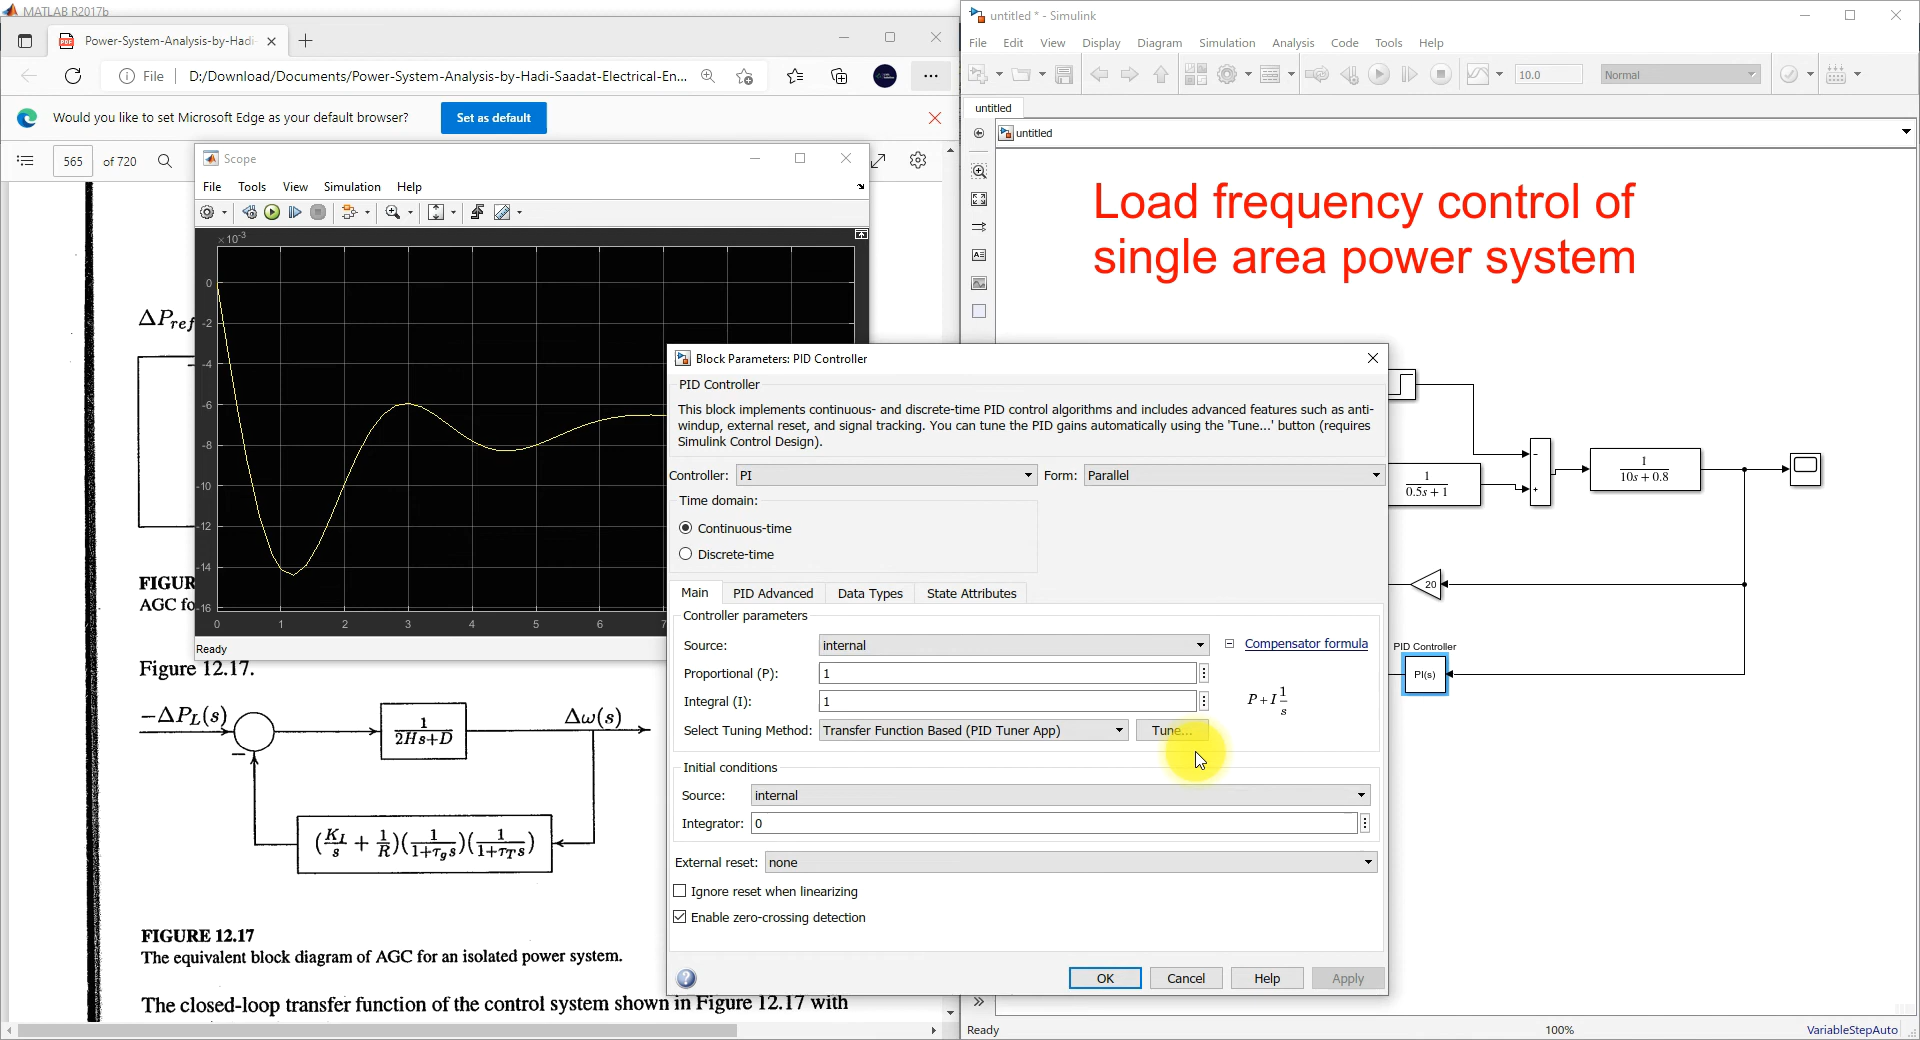 MATLAB R2017b
Power-System-Analysis-by-Hadi-
File
D:/Download/Documents/Power-System-Analysis-by-Hadi-Saadat-Electrical-En...
Would you like to set Microsoft Edge as your default browser?
Set as default
565
of 720
ΔPref
FIGUR
AGC fo
Figure 12.17.
−ΔP_L(s)
1
2Hs+D
Δω(s)
−
(K_I/s + 1/R)(1/1+τ_g s)(1/1+τ_T s)
FIGURE 12.17
The equivalent block diagram of AGC for an isolated power system.
The closed-loop transfer function of the control system shown in Figure 12.17 with
Scope
File Tools View Simulation Help
×10⁻³
0
-2
-4
-6
-8
-10
-12
-14
-16
0 1 2 3 4 5 6 7
Ready
untitled * - Simulink
File Edit View Display Diagram Simulation Analysis Code Tools Help
10.0
Normal
untitled
untitled
Load frequency control of
single area power system
1
0.5s+1
−
+
1
10s+0.8
20
PID Controller
PI(s)
Block Parameters: PID Controller
PID Controller
This block implements continuous- and discrete-time PID control algorithms and includes advanced features such as anti-
windup, external reset, and signal tracking. You can tune the PID gains automatically using the 'Tune...' button (requires
Simulink Control Design).
Controller: PI
Form: Parallel
Time domain:
Continuous-time
Discrete-time
Main PID Advanced Data Types State Attributes
Controller parameters
Source: internal
Compensator formula
Proportional (P): 1
Integral (I): 1
P+I 1/s
Select Tuning Method: Transfer Function Based (PID Tuner App) Tune...
Initial conditions
Source: internal
Integrator: 0
External reset: none
Ignore reset when linearizing
Enable zero-crossing detection
OK Cancel Help Apply
Ready
100%
VariableStepAuto